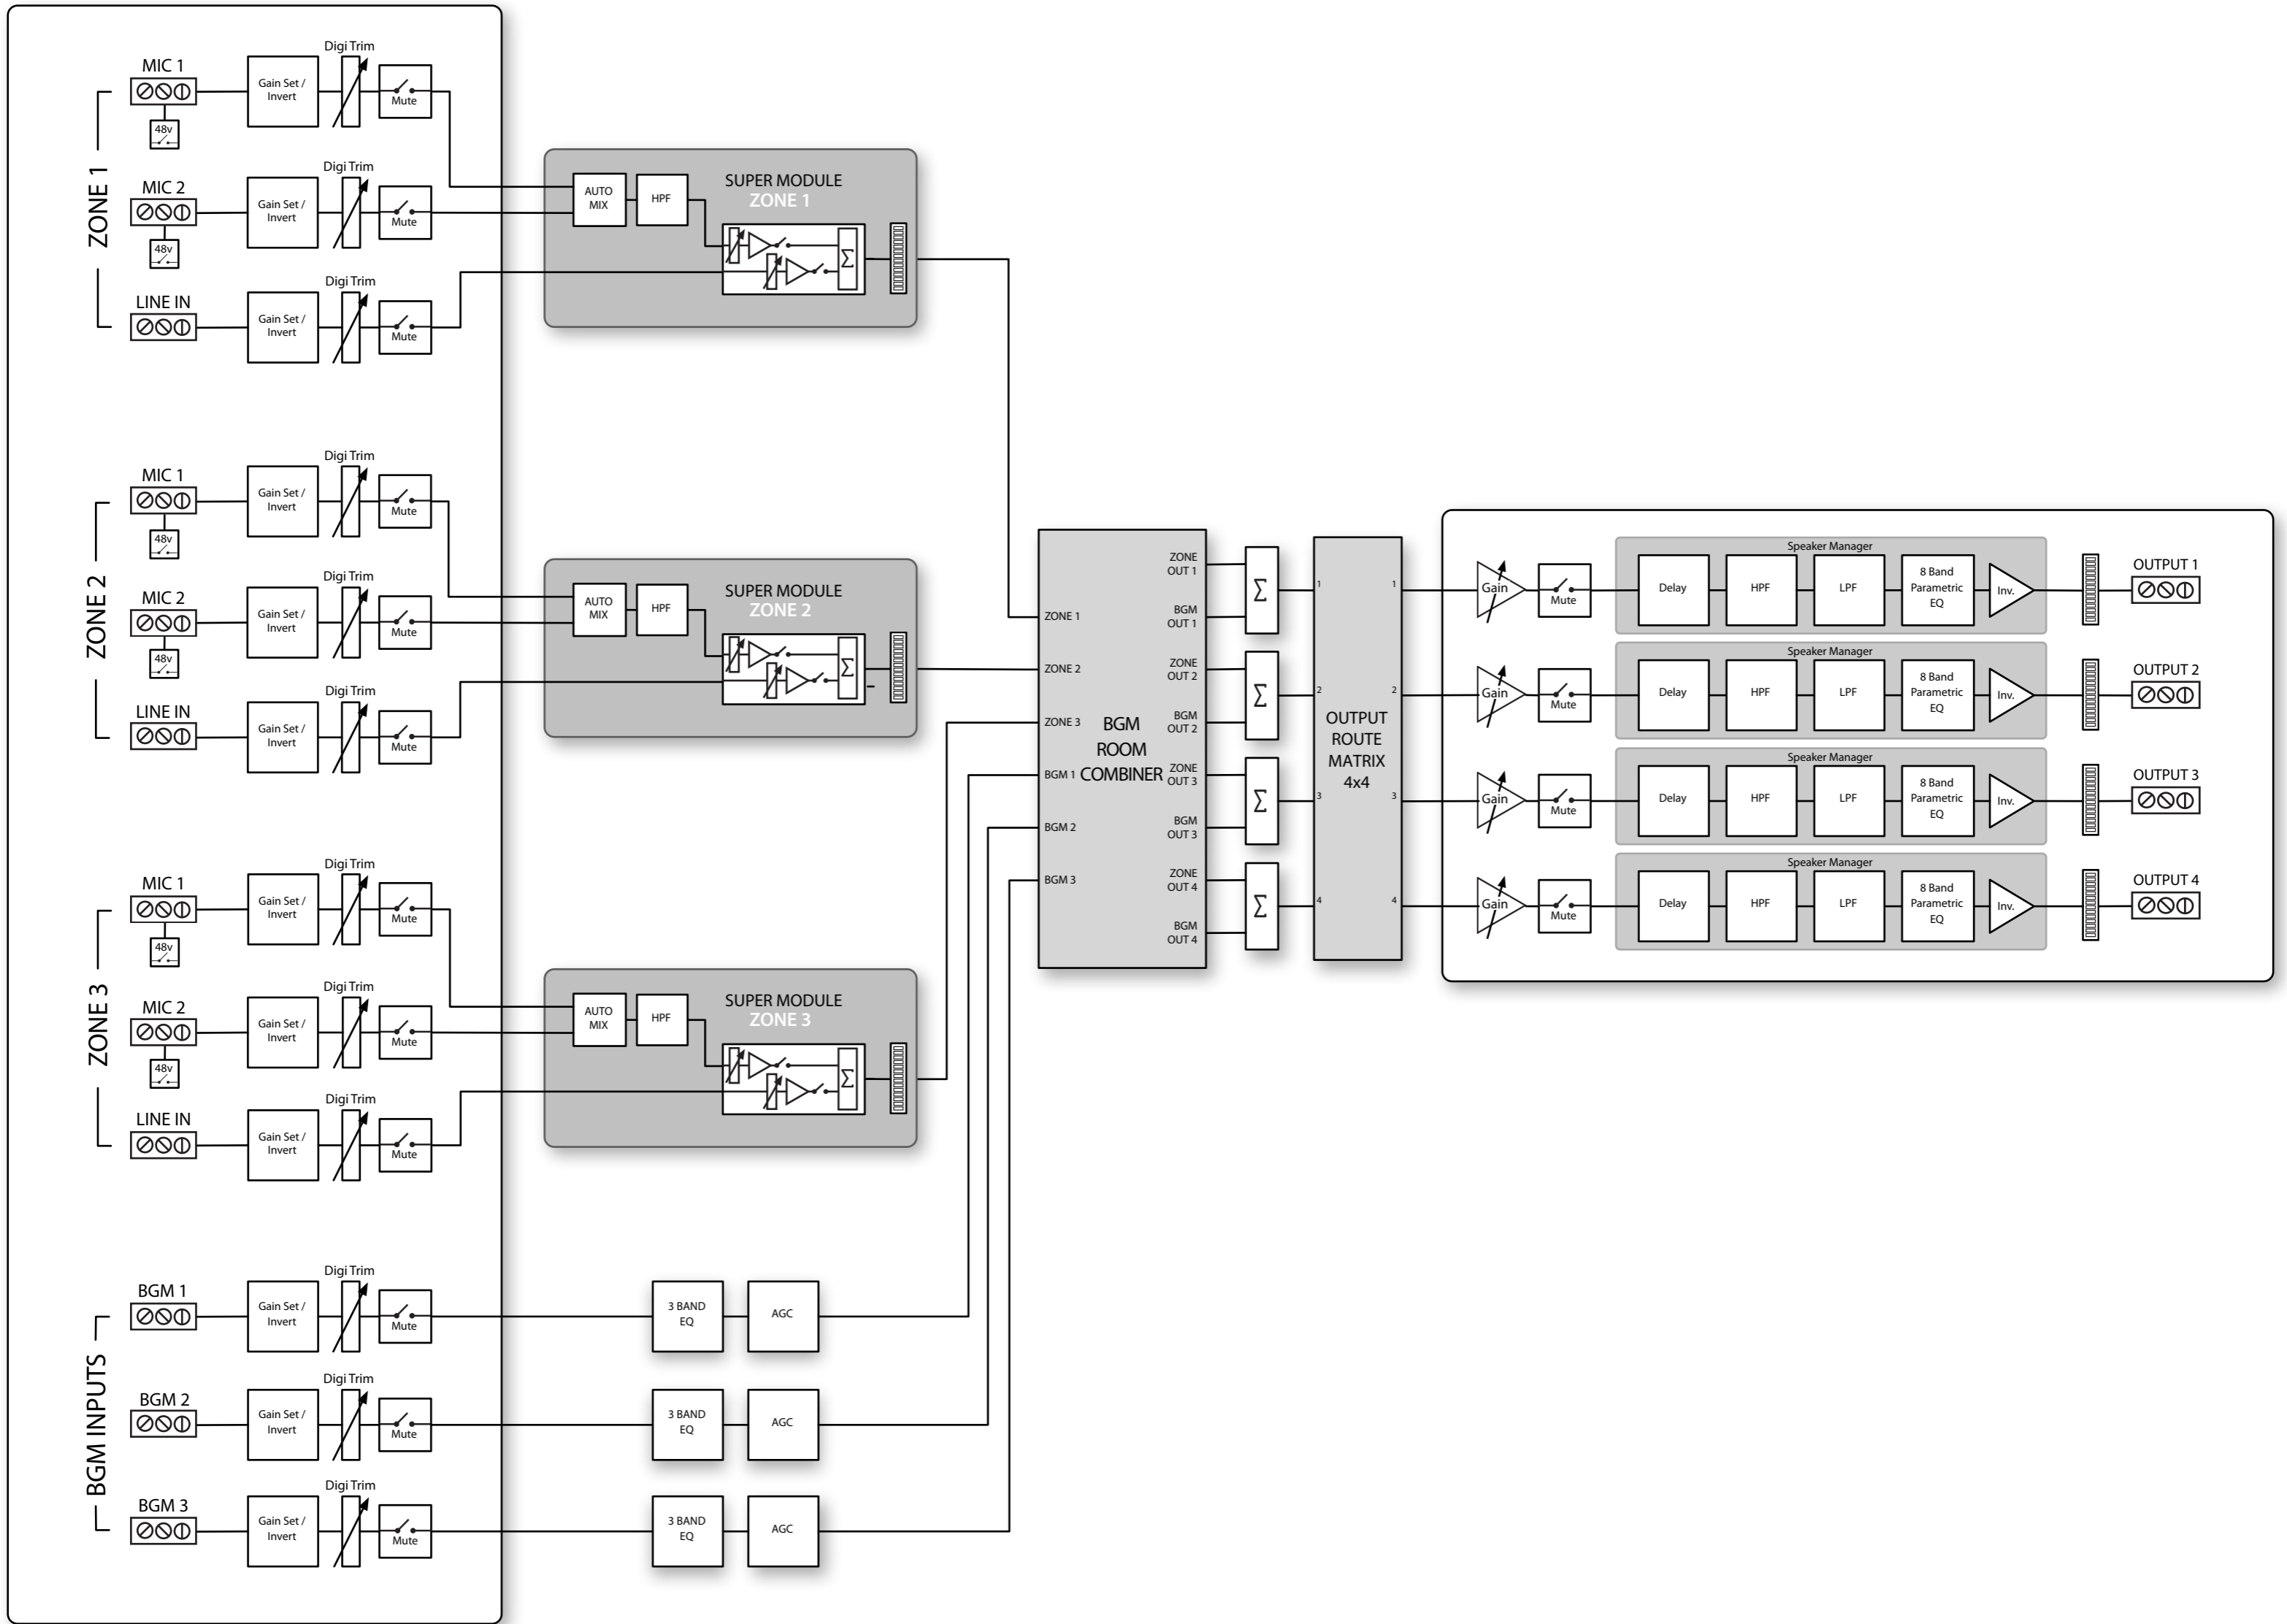 ZONE 1
MIC 1
48v
Gain Set /
Invert
Digi Trim
Mute
MIC 2
48v
Gain Set /
Invert
Digi Trim
Mute
LINE IN
Gain Set /
Invert
Digi Trim
Mute
SUPER MODULE
ZONE 1
AUTO
MIX
HPF
Σ
ZONE 2
MIC 1
48v
Gain Set /
Invert
Digi Trim
Mute
MIC 2
48v
Gain Set /
Invert
Digi Trim
Mute
LINE IN
Gain Set /
Invert
Digi Trim
Mute
SUPER MODULE
ZONE 2
AUTO
MIX
HPF
Σ
ZONE 3
MIC 1
48v
Gain Set /
Invert
Digi Trim
Mute
MIC 2
48v
Gain Set /
Invert
Digi Trim
Mute
LINE IN
Gain Set /
Invert
Digi Trim
Mute
SUPER MODULE
ZONE 3
AUTO
MIX
HPF
Σ
BGM INPUTS
BGM 1
Gain Set /
Invert
Digi Trim
Mute
3 BAND
EQ
AGC
BGM 2
Gain Set /
Invert
Digi Trim
Mute
3 BAND
EQ
AGC
BGM 3
Gain Set /
Invert
Digi Trim
Mute
3 BAND
EQ
AGC
ZONE 1
ZONE 2
ZONE 3
BGM 1
BGM 2
BGM 3
BGM
ROOM
COMBINER
ZONE
OUT 1
BGM
OUT 1
ZONE
OUT 2
BGM
OUT 2
ZONE
OUT 3
BGM
OUT 3
ZONE
OUT 4
BGM
OUT 4
Σ
Σ
Σ
Σ
1
2
3
4
OUTPUT
ROUTE
MATRIX
4x4
1
2
3
4
Gain
Mute
Speaker Manager
Delay
HPF
LPF
8 Band
Parametric
EQ
Inv.
OUTPUT 1
Gain
Mute
Speaker Manager
Delay
HPF
LPF
8 Band
Parametric
EQ
Inv.
OUTPUT 2
Gain
Mute
Speaker Manager
Delay
HPF
LPF
8 Band
Parametric
EQ
Inv.
OUTPUT 3
Gain
Mute
Speaker Manager
Delay
HPF
LPF
8 Band
Parametric
EQ
Inv.
OUTPUT 4